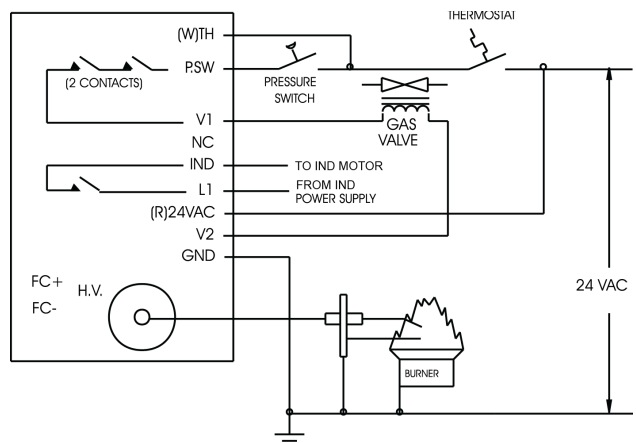 THERMOSTAT
(W)TH
P.SW
(2 CONTACTS)
PRESSURE
SWITCH
V1
GAS
VALVE
NC
IND
TO IND MOTOR
L1
FROM IND
POWER SUPPLY
(R)24VAC
V2
GND
FC+
H.V.
FC-
24 VAC
BURNER